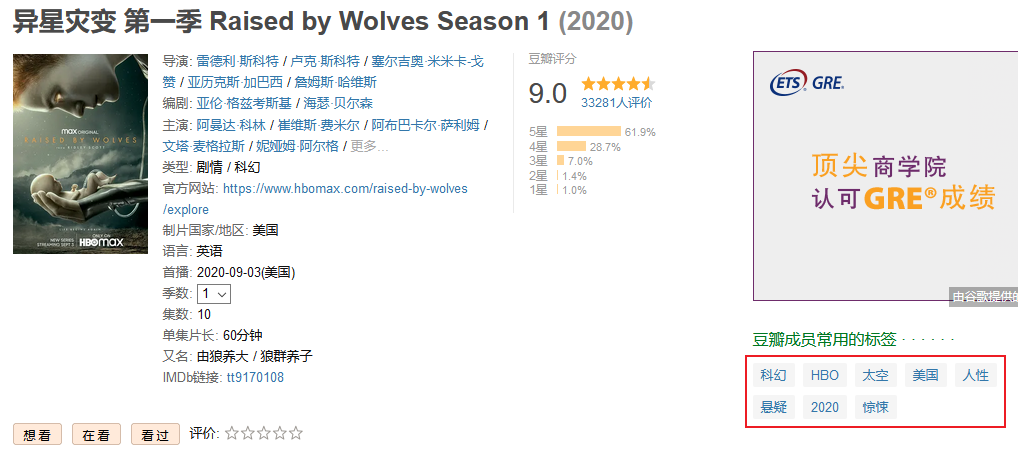 异星灾变 第一季 Raised by Wolves Season 1 (2020)
导演: 雷德利·斯科特 / 卢克·斯科特 / 塞尔吉奥·米米卡-戈
赞 / 亚历克斯·加巴西 / 詹姆斯·哈维斯
编剧: 亚伦·格兹考斯基 / 海瑟·贝尔森
主演: 阿曼达·科林 / 崔维斯·费米尔 / 阿布巴卡尔·萨利姆 /
文塔·麦格拉斯 / 妮娅姆·阿尔格 / 更多...
类型: 剧情 / 科幻
官方网站: https://www.hbomax.com/raised-by-wolves
/explore
制片国家/地区: 美国
语言: 英语
首播: 2020-09-03(美国)
季数: 1
集数: 10
单集片长: 60分钟
又名: 由狼养大 / 狼群养子
IMDb链接: tt9170108
max ORIGINAL
RAISED BY WOLVES
NEW SERIES
STREAMING SEPT 3
ONLY ON
HBOmax
豆瓣评分
9.0
33281人评价
5星 61.9%
4星 28.7%
3星 7.0%
2星 1.4%
1星 1.0%
想看 在看 看过 评价:
ETS GRE®
顶尖商学院
认可GRE®成绩
由谷歌提供的
豆瓣成员常用的标签 · · · · · ·
科幻 HBO 太空 美国 人性
悬疑 2020 惊悚